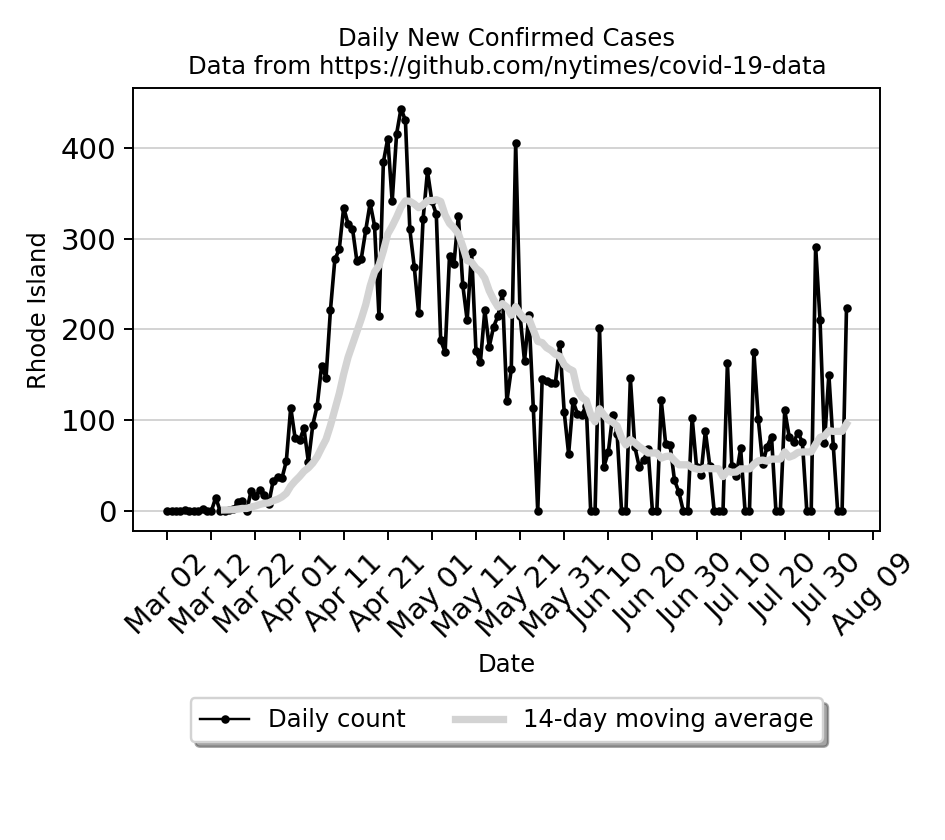 Daily New Confirmed Cases
Data from https://github.com/nytimes/covid-19-data
Rhode Island
400
300
200
100
0
Mar 02
Mar 12
Mar 22
Apr 01
Apr 11
Apr 21
May 01
May 11
May 21
May 31
Jun 10
Jun 20
Jun 30
Jul 10
Jul 20
Jul 30
Aug 09
Date
Daily count 14-day moving average